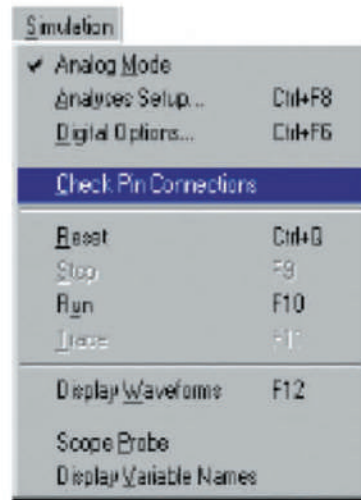 Simulation
✔ Analog Mode
Analyses Setup... Ctrl+F8
Digital Options... Ctrl+F6
Check Pin Connections
Reset Ctrl+Q
Stop F9
Run F10
Trace F11
Display Waveforms F12
Scope Probe
Display Variable Names